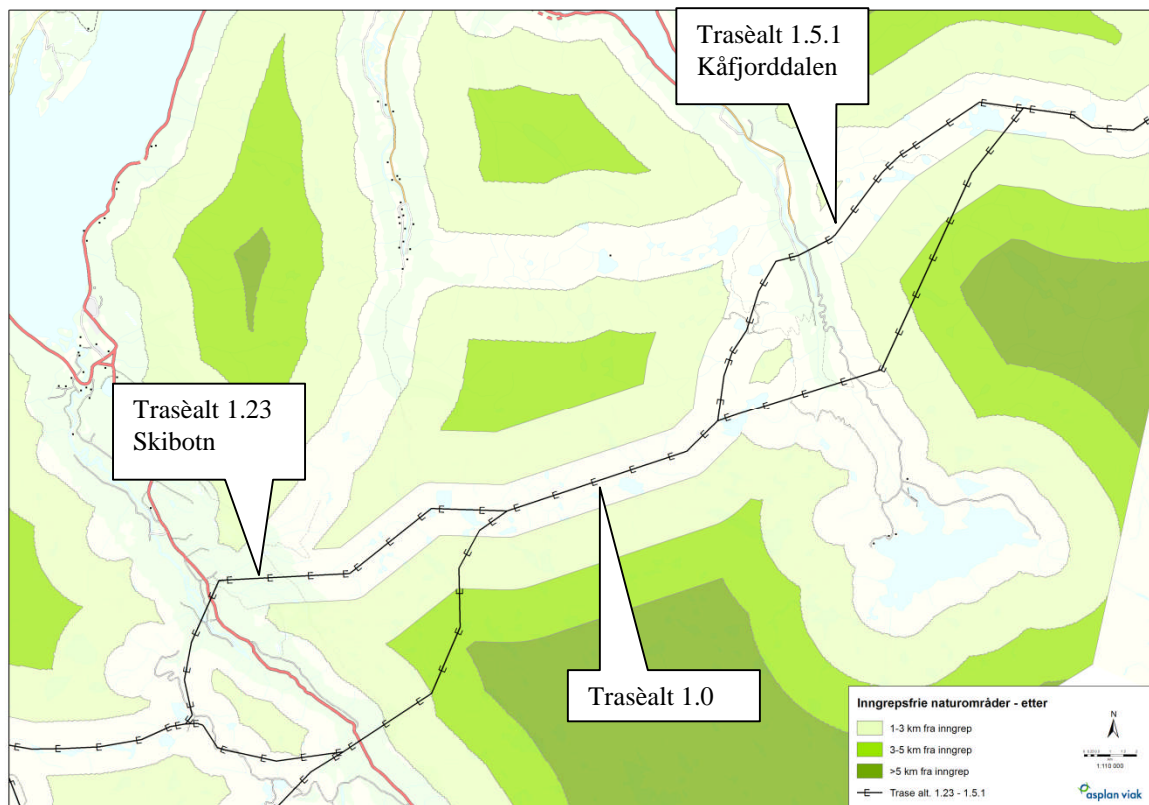 Trasèalt 1.5.1
Kåfjorddalen
Trasèalt 1.23
Skibotn
Trasèalt 1.0
Inngrepsfrie naturområder - etter
1-3 km fra inngrep
3-5 km fra inngrep
>5 km fra inngrep
Trase alt. 1.23 - 1.5.1
N
1:110 000
asplan viak